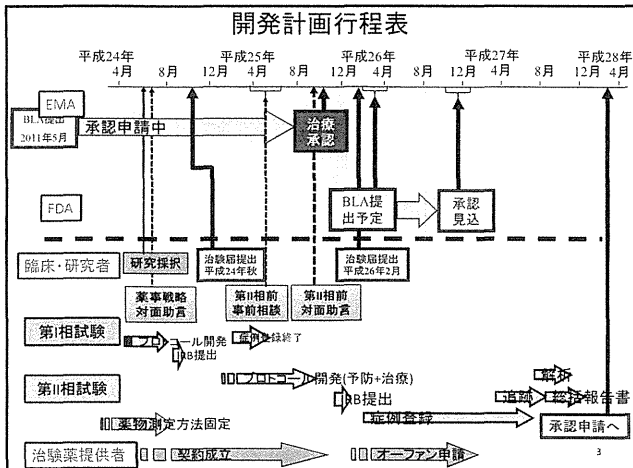 開発計画行程表
平成24年
平成25年
平成26年
平成27年
平成28年
4月
8月
12月
4月
8月
12月
4月
8月
12月
4月
8月
12月
4月
EMA
BLA提出
2011年5月
承認申請中
治療
承認
FDA
BLA提
出予定
承認
見込
臨床・研究者
研究採択
治験届提出
平成24年秋
治験届提出
平成26年2月
薬事戦略
対面助言
第II相前
事前相談
第II相前
対面助言
第I相試験
プロトコール開発
IRB提出
症例登録終了
第II相試験
プロトコール開発(予防+治療)
IRB提出
症例登録
追跡
解析
総括報告書
薬物測定方法固定
承認申請へ
治験薬提供者
契約成立
オーファン申請
3